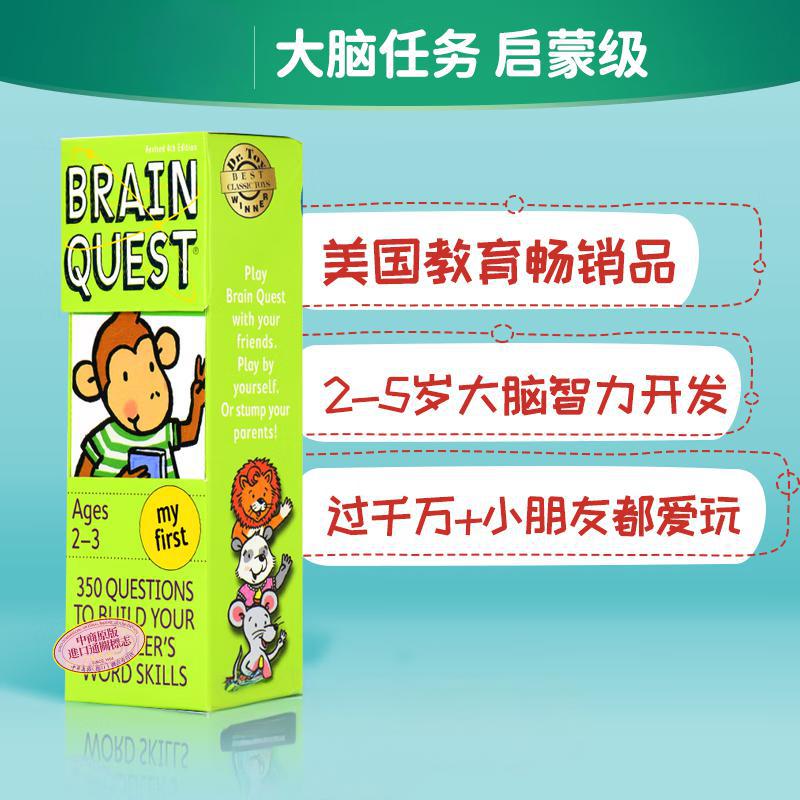 大脑任务 启蒙级
Revised 4th Edition
BRAIN
QUEST®
Dr. Toy
BEST
CLASSIC TOYS
WINNER
Play
Brain Quest
with your
friends.
Play by
yourself.
Or stump your
parents!
Ages
2–3
my
first
350 QUESTIONS
TO BUILD YOUR
WORD SKILLS
中商原版
進口通關標志
美国教育畅销品
2-5岁大脑智力开发
过千万+小朋友都爱玩
WORD SKILLS